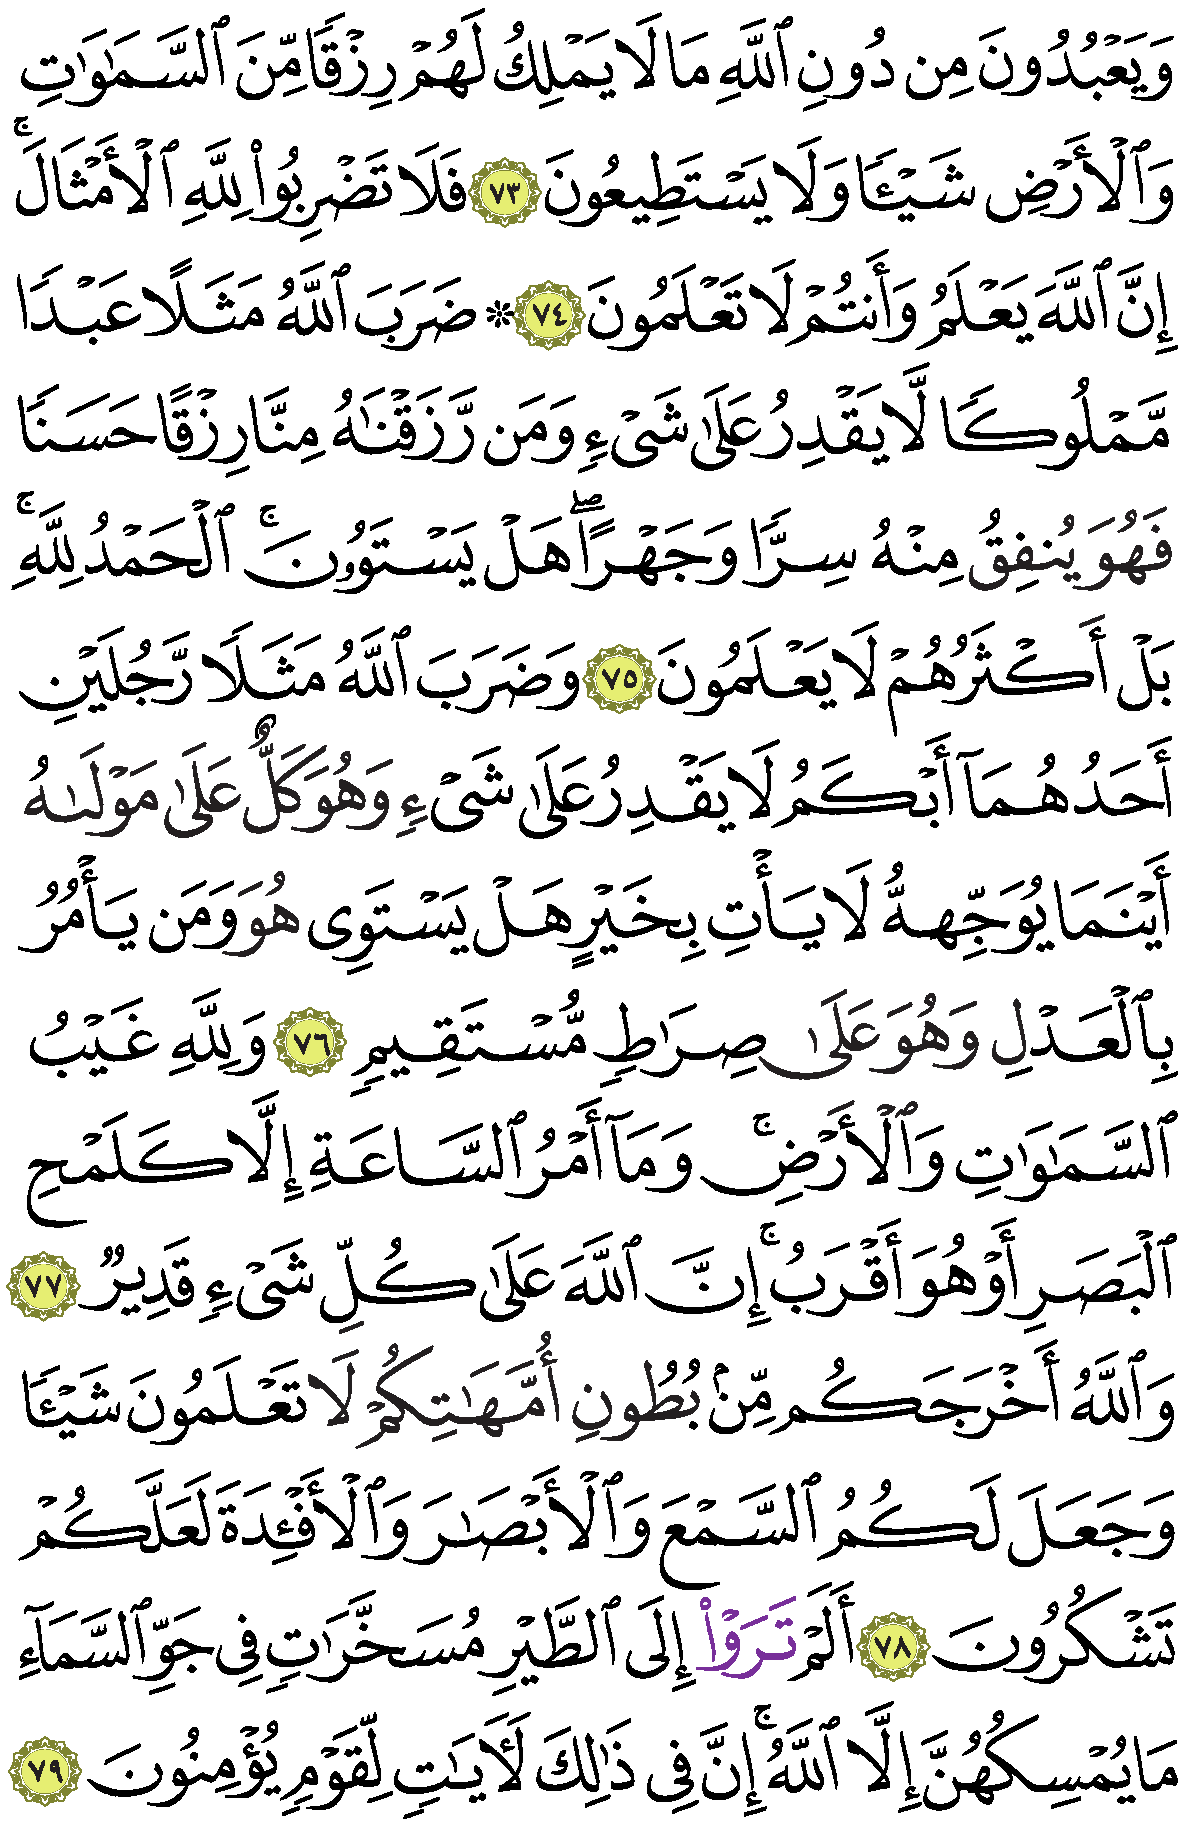 وَيَعْبُدُونَ مِن دُونِ ٱللَّهِ مَا لَا يَمْلِكُ لَهُمْ رِزْقًا مِّنَ ٱلسَّمَٰوَٰتِ
وَٱلْأَرْضِ شَيْـًٔا وَلَا يَسْتَطِيعُونَ ٧٣ فَلَا تَضْرِبُوا۟ لِلَّهِ ٱلْأَمْثَالَ ۚ
إِنَّ ٱللَّهَ يَعْلَمُ وَأَنتُمْ لَا تَعْلَمُونَ ٧٤ * ضَرَبَ ٱللَّهُ مَثَلًا عَبْدًا
مَّمْلُوكًا لَّا يَقْدِرُ عَلَىٰ شَىْءٍ وَمَن رَّزَقْنَٰهُ مِنَّا رِزْقًا حَسَنًا
فَهُوَ يُنفِقُ مِنْهُ سِرًّا وَجَهْرًا ۖ هَلْ يَسْتَوُۥنَ ۚ ٱلْحَمْدُ لِلَّهِ ۚ
بَلْ أَكْثَرُهُمْ لَا يَعْلَمُونَ ٧٥ وَضَرَبَ ٱللَّهُ مَثَلًا رَّجُلَيْنِ
أَحَدُهُمَآ أَبْكَمُ لَا يَقْدِرُ عَلَىٰ شَىْءٍ وَهُوَ كَلٌّ عَلَىٰ مَوْلَىٰهُ
أَيْنَمَا يُوَجِّههُّ لَا يَأْتِ بِخَيْرٍ هَلْ يَسْتَوِى هُوَ وَمَن يَأْمُرُ
بِٱلْعَدْلِ وَهُوَ عَلَىٰ صِرَٰطٍ مُّسْتَقِيمٍ ٧٦ وَلِلَّهِ غَيْبُ
ٱلسَّمَٰوَٰتِ وَٱلْأَرْضِ ۚ وَمَآ أَمْرُ ٱلسَّاعَةِ إِلَّا كَلَمْحِ
ٱلْبَصَرِ أَوْ هُوَ أَقْرَبُ ۚ إِنَّ ٱللَّهَ عَلَىٰ كُلِّ شَىْءٍ قَدِيرٌ ٧٧
وَٱللَّهُ أَخْرَجَكُم مِّنۢ بُطُونِ أُمَّهَٰتِكُمْ لَا تَعْلَمُونَ شَيْـًٔا
وَجَعَلَ لَكُمُ ٱلسَّمْعَ وَٱلْأَبْصَٰرَ وَٱلْأَفْـِٔدَةَ لَعَلَّكُمْ
تَشْكُرُونَ ٧٨ أَلَمْ تَرَوْا۟ إِلَى ٱلطَّيْرِ مُسَخَّرَٰتٍ فِى جَوِّ ٱلسَّمَآءِ
مَا يُمْسِكُهُنَّ إِلَّا ٱللَّهُ ۚ إِنَّ فِى ذَٰلِكَ لَءَايَٰتٍ لِّقَوْمٍ يُؤْمِنُونَ ٧٩